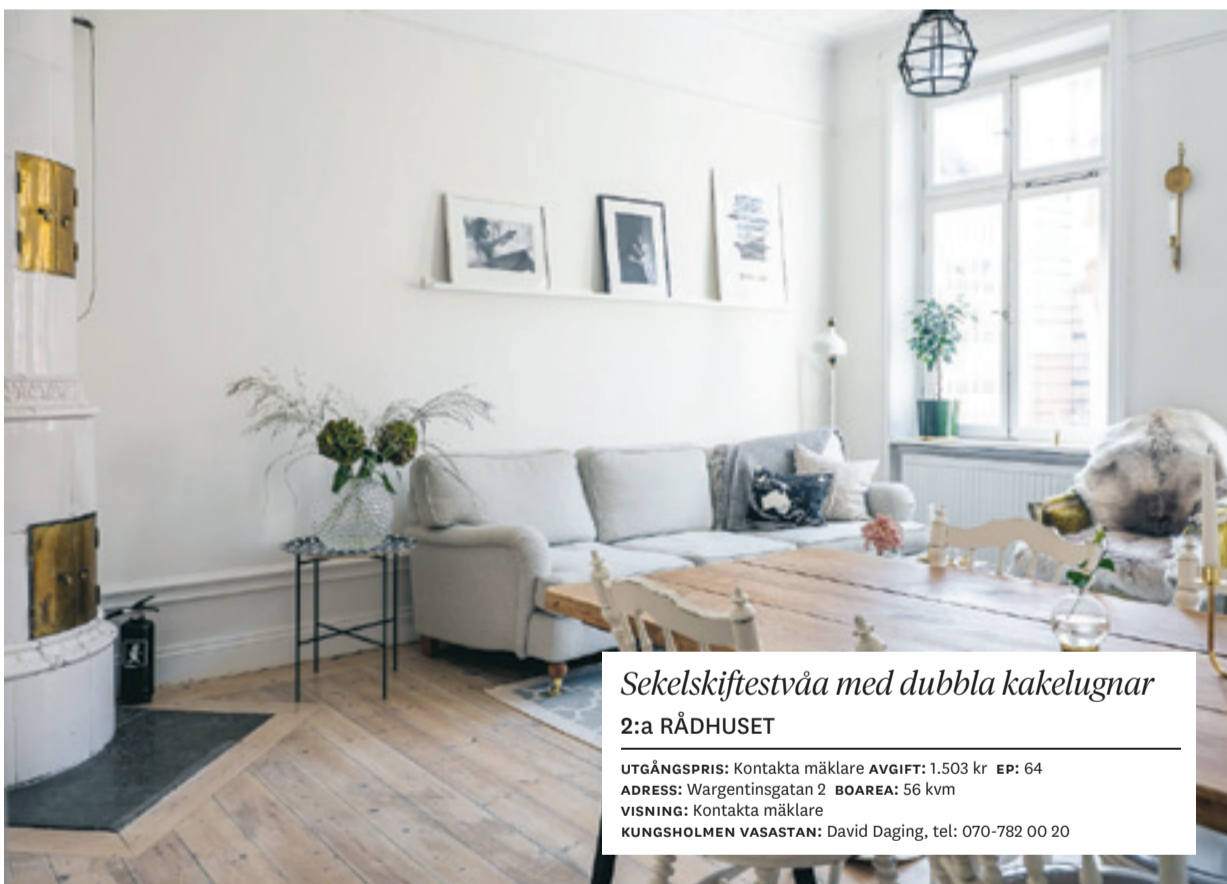 Sekelskiftestvåa med dubbla kakelugnar
2:a RÅDHUSET
UTGÅNGSPRIS: Kontakta mäklare AVGIFT: 1.503 kr EP: 64
ADRESS: Wargentinsgatan 2 BOAREA: 56 kvm
VISNING: Kontakta mäklare
KUNGSHOLMEN VASASTAN: David Daging, tel: 070-782 00 20